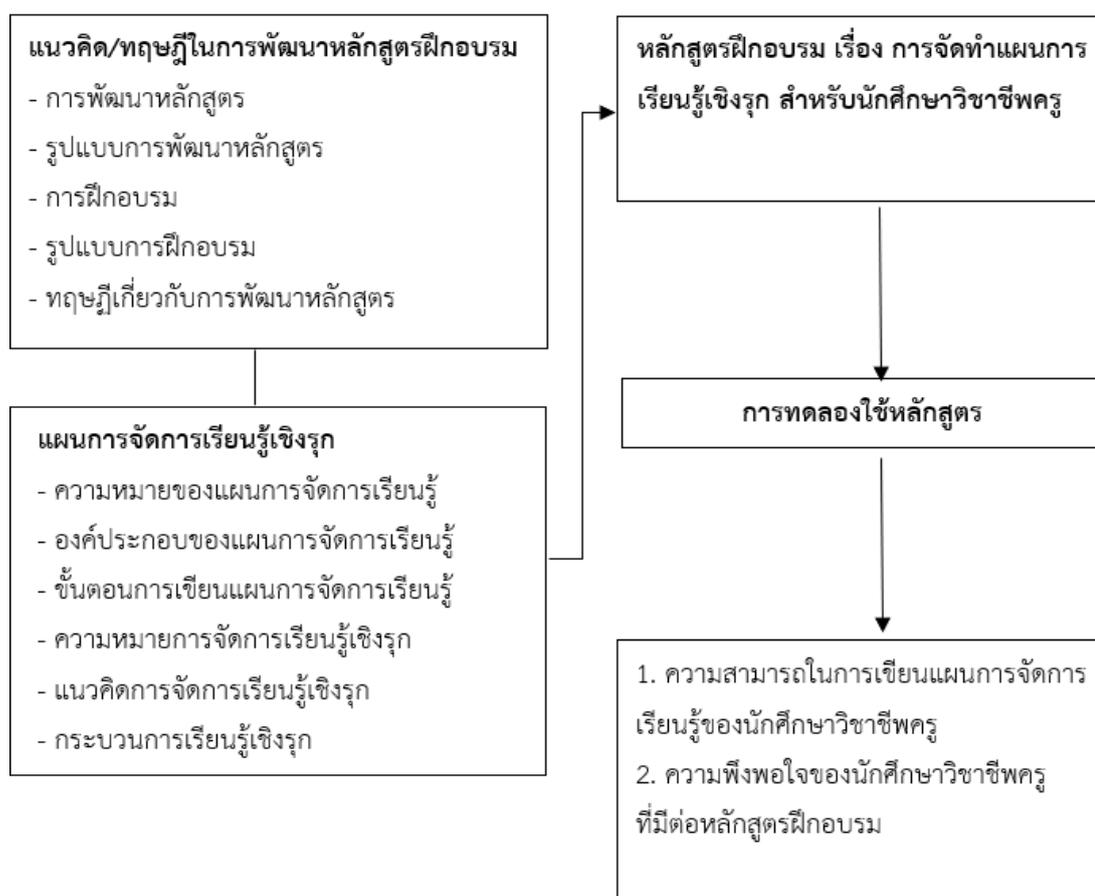 แนวคิด/ทฤษฎีในการพัฒนาหลักสูตรฝึกอบรม
- การพัฒนาหลักสูตร
- รูปแบบการพัฒนาหลักสูตร
- การฝึกอบรม
- รูปแบบการฝึกอบรม
- ทฤษฎีเกี่ยวกับการพัฒนาหลักสูตร
แผนการจัดการเรียนรู้เชิงรุก
- ความหมายของแผนการจัดการเรียนรู้
- องค์ประกอบของแผนการจัดการเรียนรู้
- ขั้นตอนการเขียนแผนการจัดการเรียนรู้
- ความหมายการจัดการเรียนรู้เชิงรุก
- แนวคิดการจัดการเรียนรู้เชิงรุก
- กระบวนการเรียนรู้เชิงรุก
หลักสูตรฝึกอบรม เรื่อง การจัดทำแผนการ
เรียนรู้เชิงรุก สำหรับนักศึกษาวิชาชีพครู
การทดลองใช้หลักสูตร
1. ความสามารถในการเขียนแผนการจัดการ
เรียนรู้ของนักศึกษาวิชาชีพครู
2. ความพึงพอใจของนักศึกษาวิชาชีพครู
ที่มีต่อหลักสูตรฝึกอบรม